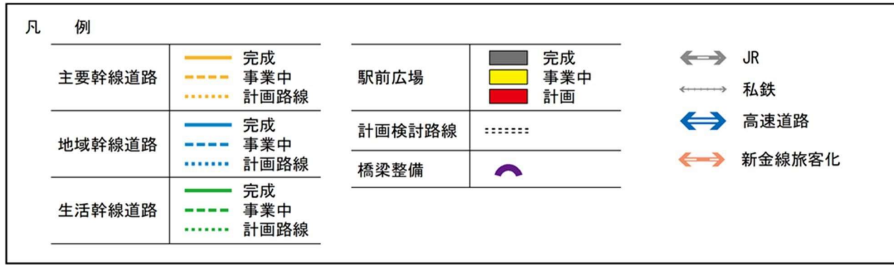 凡 例
主要幹線道路
完成
事業中
計画路線
地域幹線道路
完成
事業中
計画路線
生活幹線道路
完成
事業中
計画路線
駅前広場
完成
事業中
計画
計画検討路線
橋梁整備
JR
私鉄
高速道路
新金線旅客化